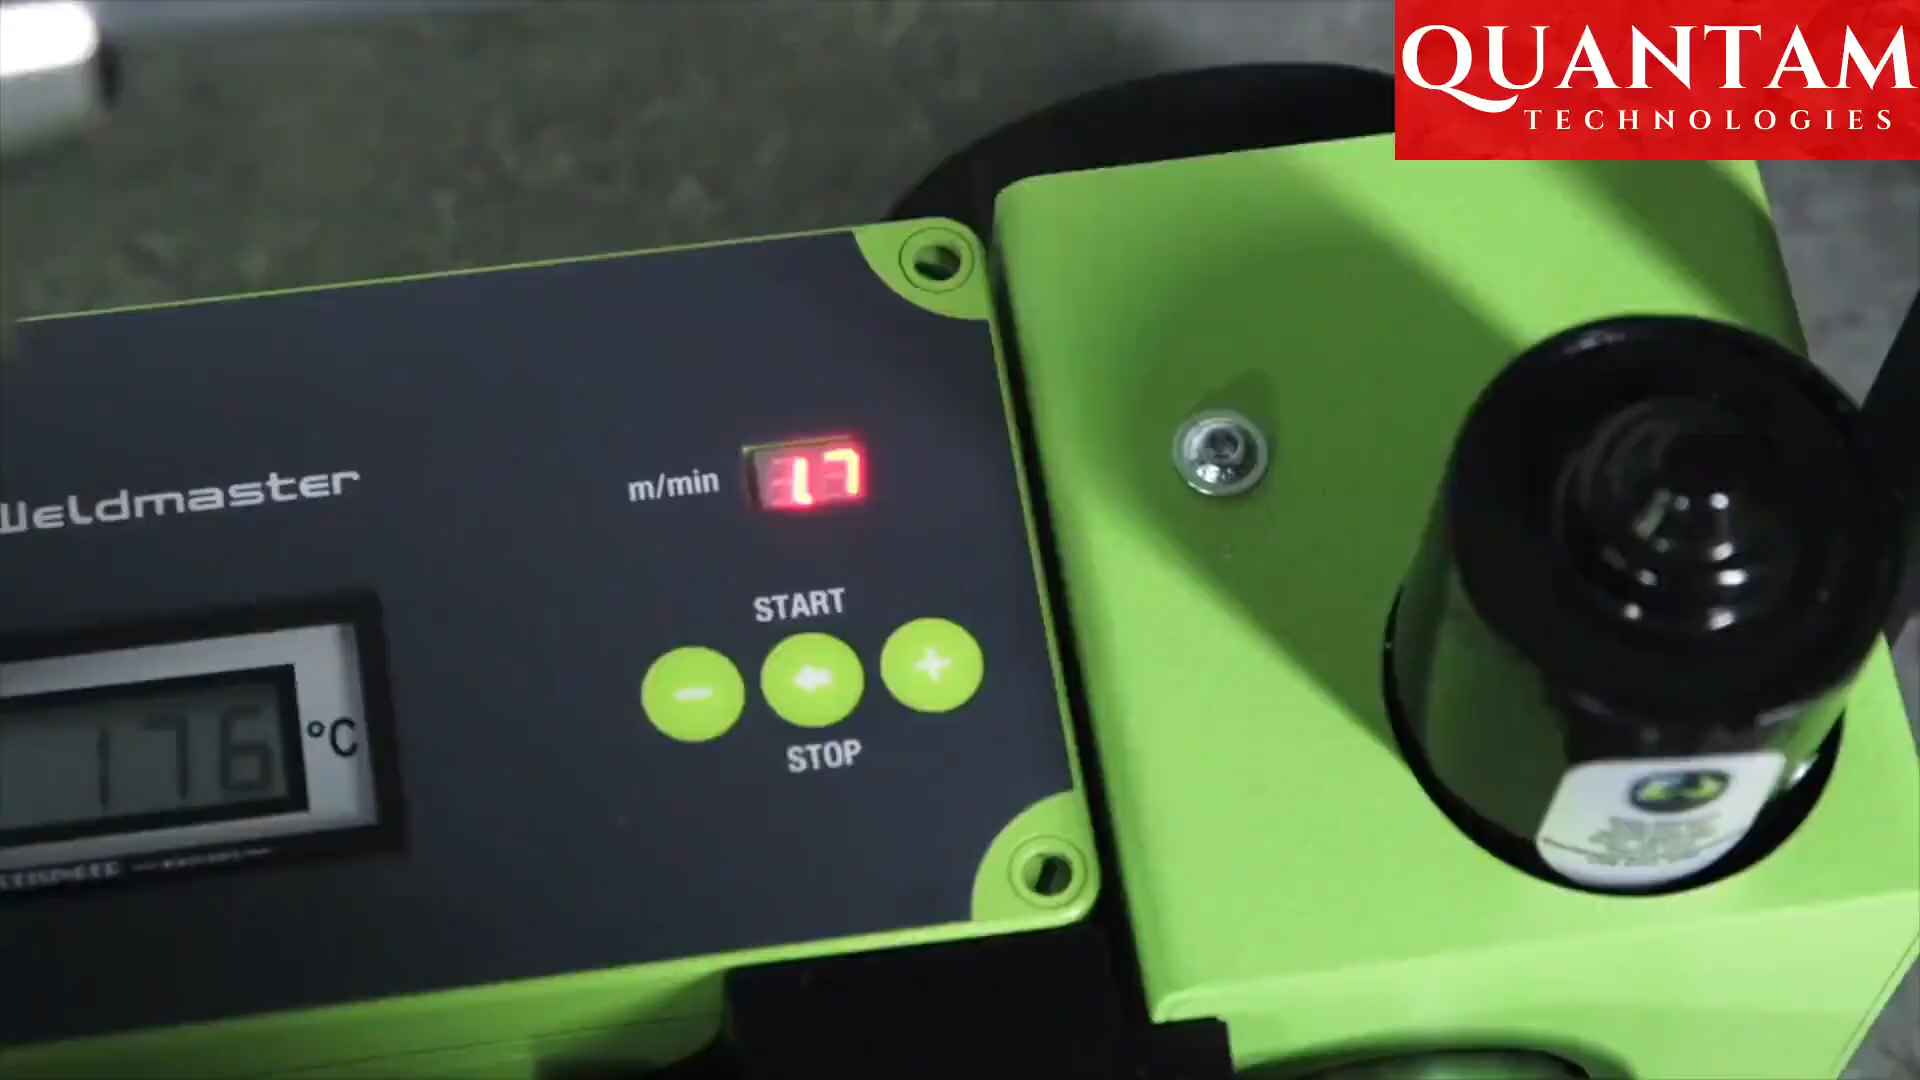 QUANTAM
TECHNOLOGIES
Weldmaster
m/min
1.7
START
- +
STOP
176
°C